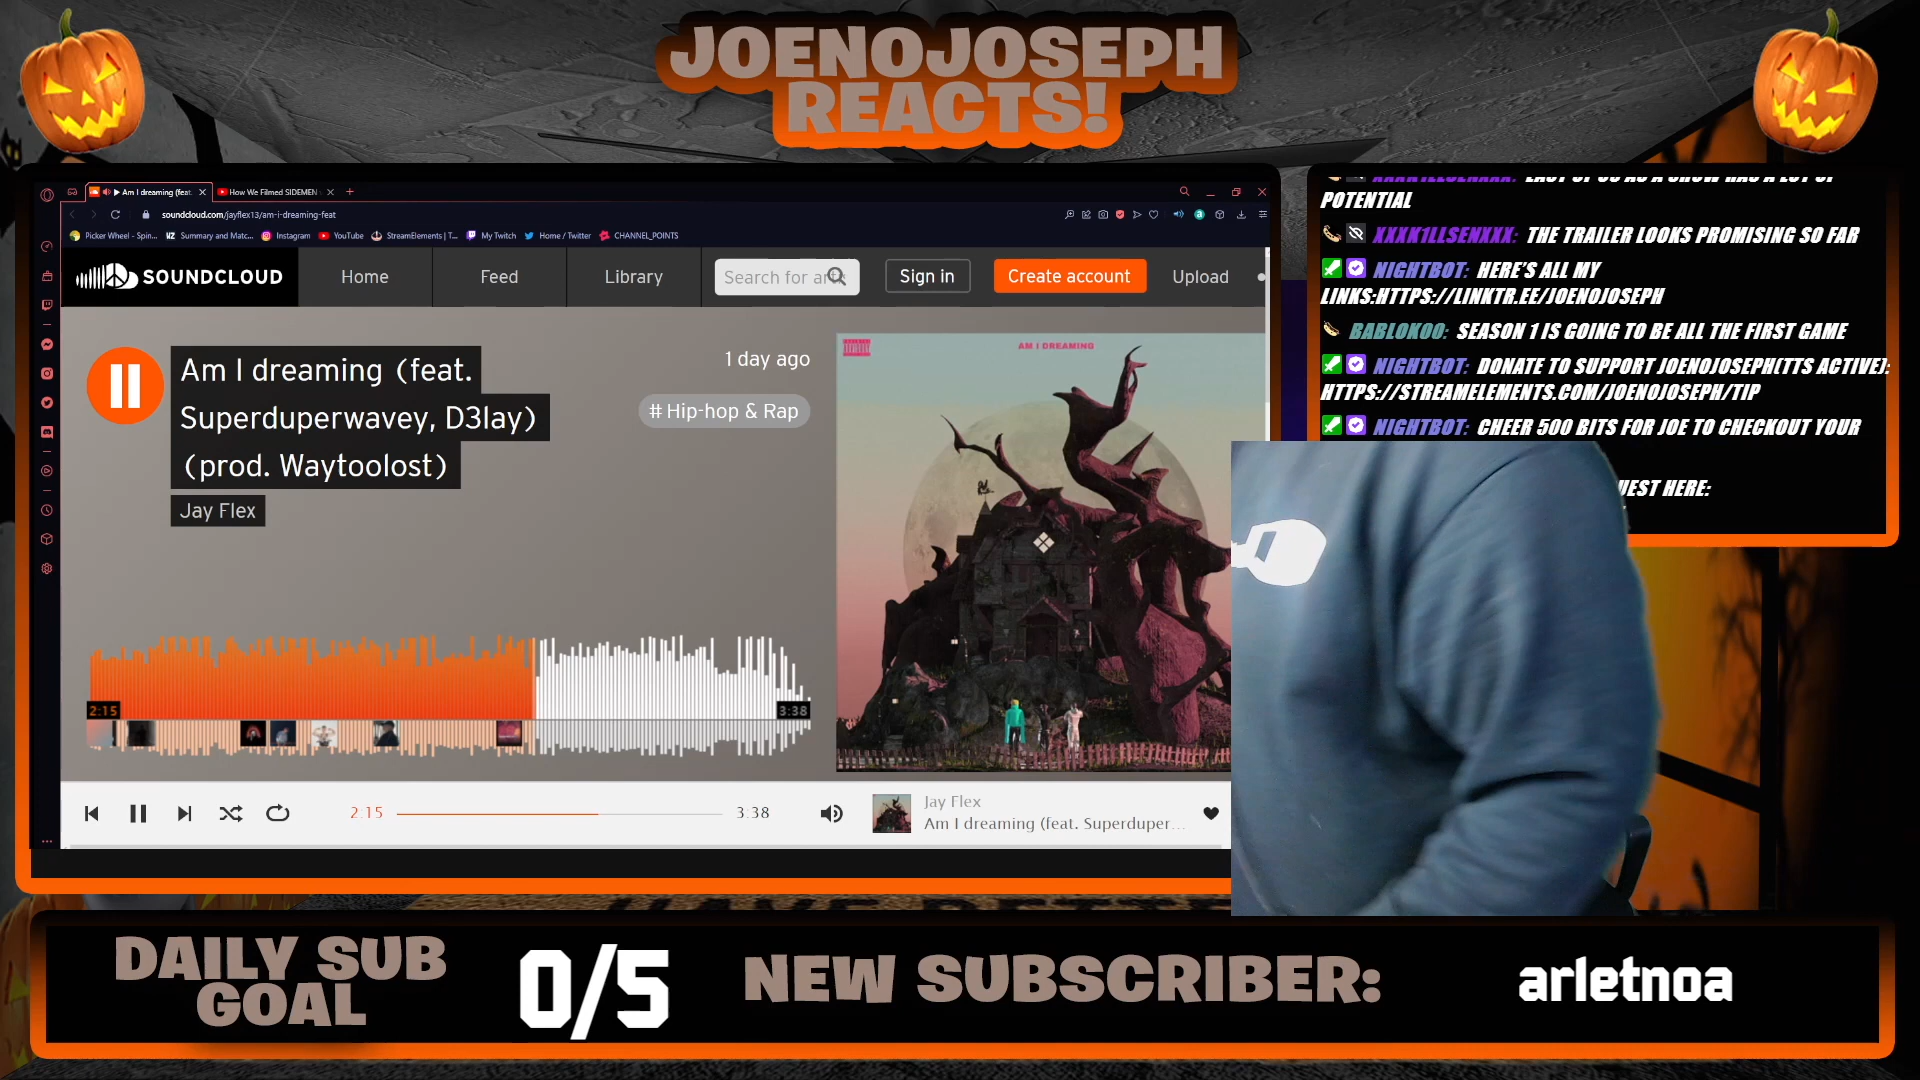 JOENOJOSEPH
REACTS!
Am I dreaming (feat.
How We Filmed SIDEMEN
soundcloud.com/jayflex13/am-i-dreaming-feat
Picker Wheel - Spin...
Summary and Matc...
Instagram
YouTube
StreamElements | T...
My Twitch
Home / Twitter
CHANNEL_POINTS
SOUNDCLOUD
Home
Feed
Library
Search for art
Sign in
Create account
Upload
Am I dreaming (feat.
Superduperwavey, D3lay)
(prod. Waytoolost)
Jay Flex
1 day ago
# Hip-hop & Rap
AM I DREAMING
2:15
3:38
2:15
3:38
Jay Flex
Am I dreaming (feat. Superduper...
POTENTIAL
XXXK1LLSENXXX: THE TRAILER LOOKS PROMISING SO FAR
NIGHTBOT: HERE'S ALL MY
LINKS:HTTPS://LINKTR.EE/JOENOJOSEPH
BABLOKOO: SEASON 1 IS GOING TO BE ALL THE FIRST GAME
NIGHTBOT: DONATE TO SUPPORT JOENOJOSEPH(TTS ACTIVE):
HTTPS://STREAMELEMENTS.COM/JOENOJOSEPH/TIP
NIGHTBOT: CHEER 500 BITS FOR JOE TO CHECKOUT YOUR
HERE:
DAILY SUB
GOAL
0/5
NEW SUBSCRIBER:
arletnoa